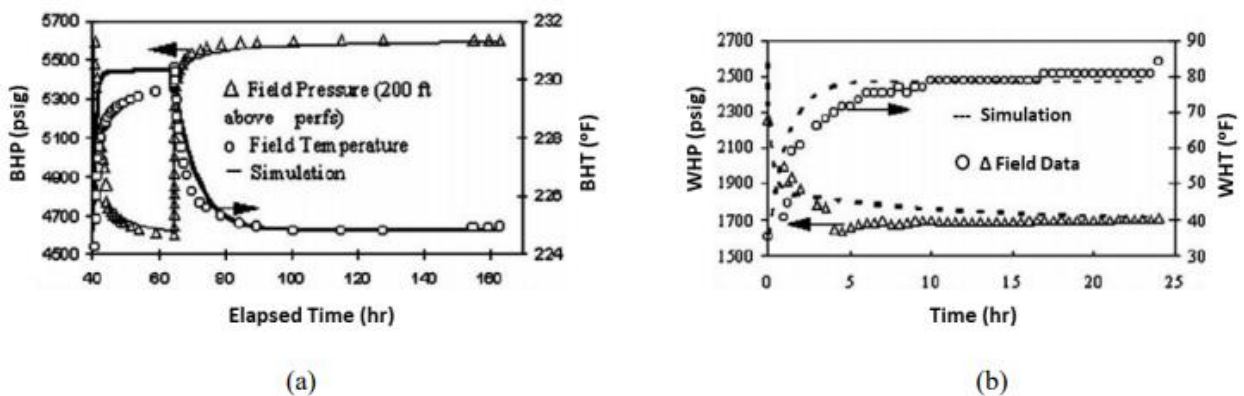 5700
5600
5300
5100
4900
4700
4500
BHP (psig)
232
230
228
226
225
224
BHT (°F)
40 60 80 100 120 140 160
Elapsed Time (hr)
Field Pressure (200 ft
above perfs)
Field Temperature
Simulation
(a)
2700
2500
2300
2100
1900
1700
1500
WHP (psig)
90
80
70
60
50
40
30
WHT (°F)
0 5 10 15 20 25
Time (hr)
Simulation
Δ Field Data
(b)